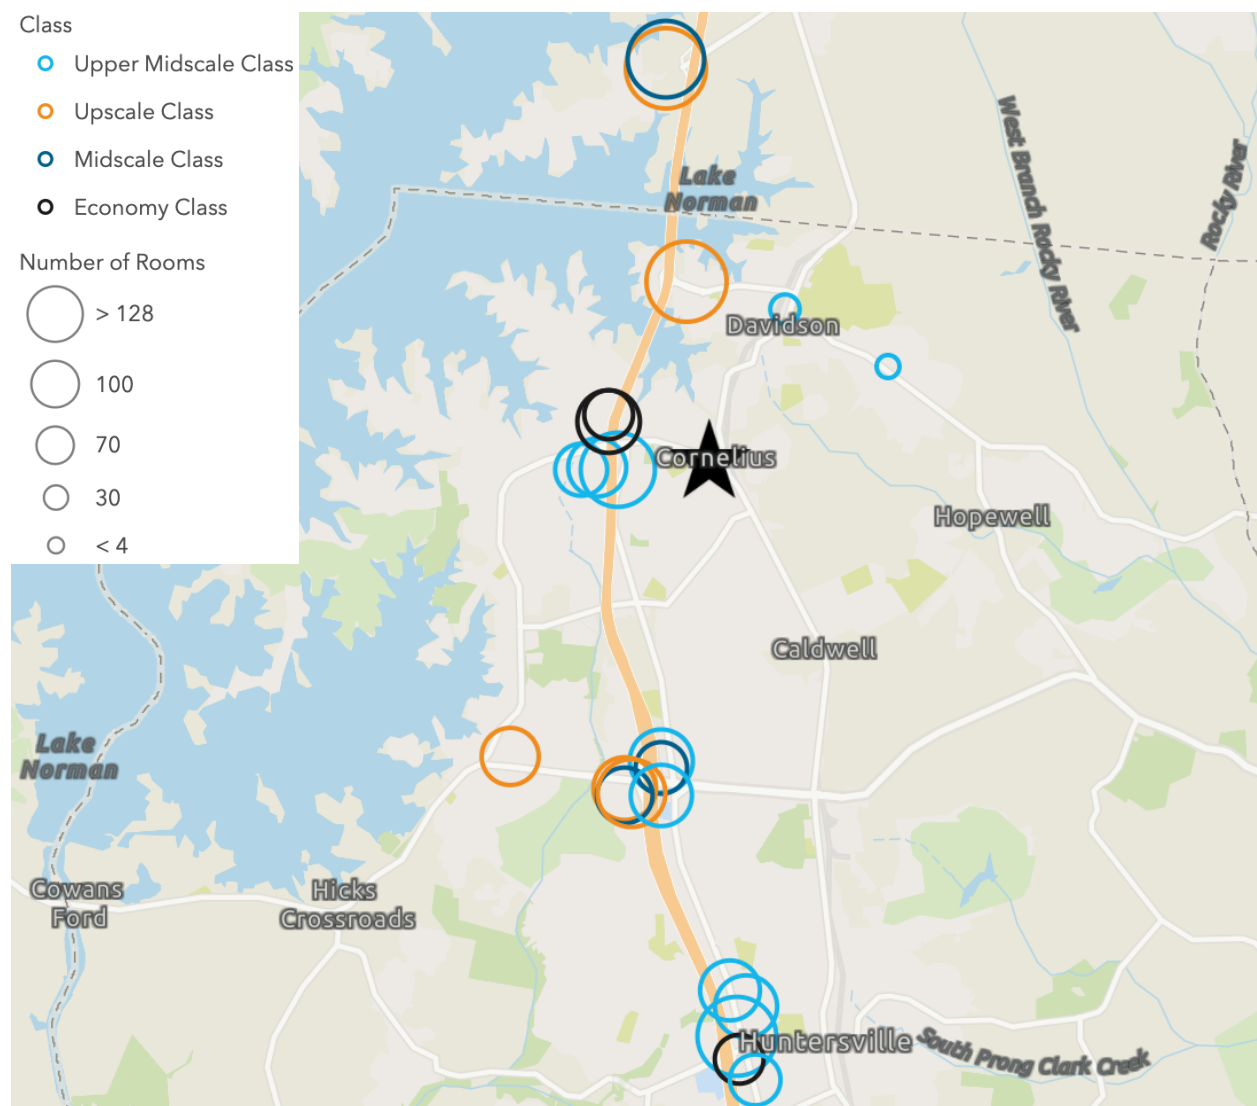 Class
Upper Midscale Class
Upscale Class
Midscale Class
Economy Class
Number of Rooms
> 128
100
70
30
< 4
Lake
Norman
West Branch Rocky River
Rocky River
Davidson
Cornelius
Hopewell
Caldwell
Lake
Norman
Cowans
Ford
Hicks
Crossroads
Huntersville
South Prong Clark Creek